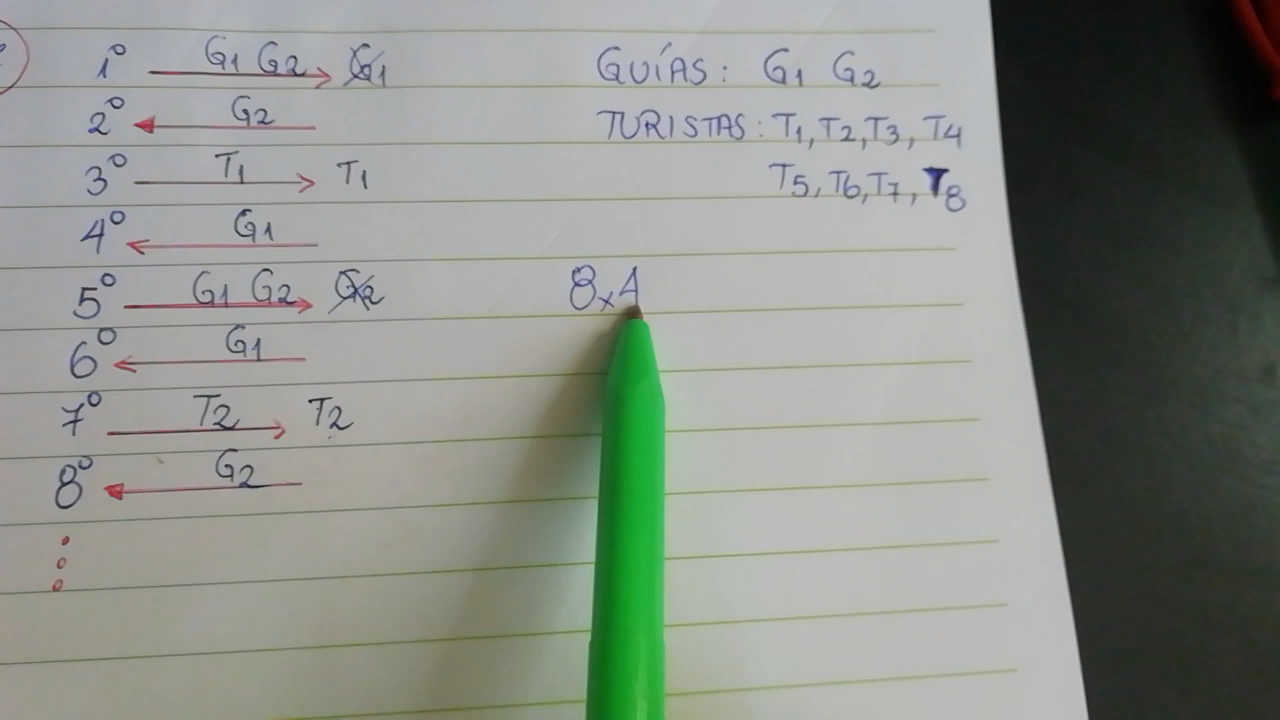 1° G1 G2 G1
2° G2
3° T1 T1
4° G1
5° G1 G2 G2
6° G1
7° T2 T2
8° G2
GUÍAS: G1 G2
TURISTAS: T1, T2, T3, T4
T5, T6, T7, T8
8x4